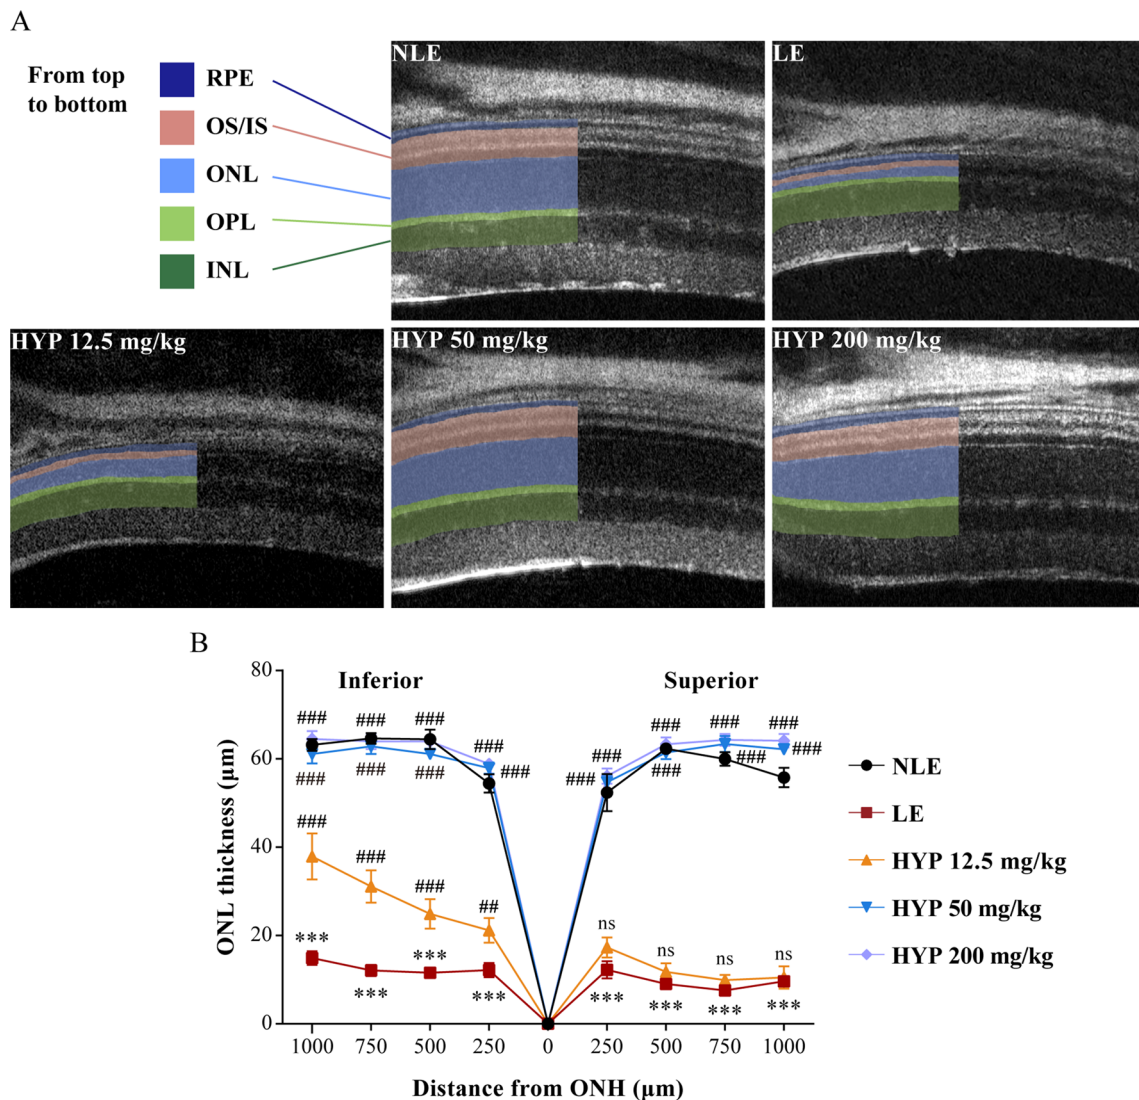 A
From top
to bottom
RPE
OS/IS
ONL
OPL
INL
NLE
LE
HYP 12.5 mg/kg
HYP 50 mg/kg
HYP 200 mg/kg
B
Inferior
Superior
ONL thickness (µm)
80
60
40
20
0
### ### ### ### ### ### ### ### ###
### ### ### ### ### ### ###
### ### ### ##
ns ns ns ns
*** *** *** *** *** *** *** ***
1000 750 500 250 0 250 500 750 1000
Distance from ONH (µm)
NLE
LE
HYP 12.5 mg/kg
HYP 50 mg/kg
HYP 200 mg/kg